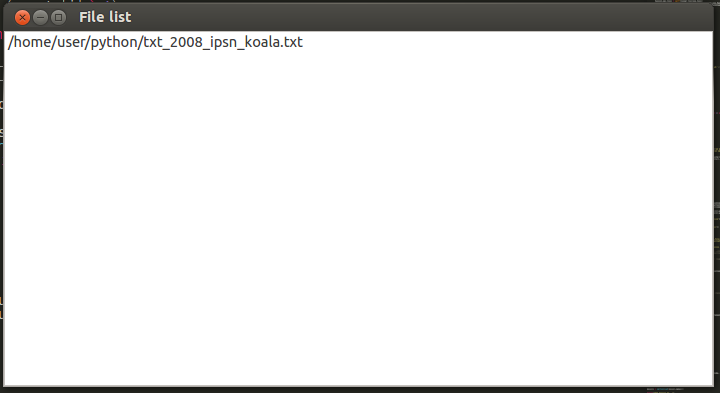 File list
/home/user/python/txt_2008_ipsn_koala.txt